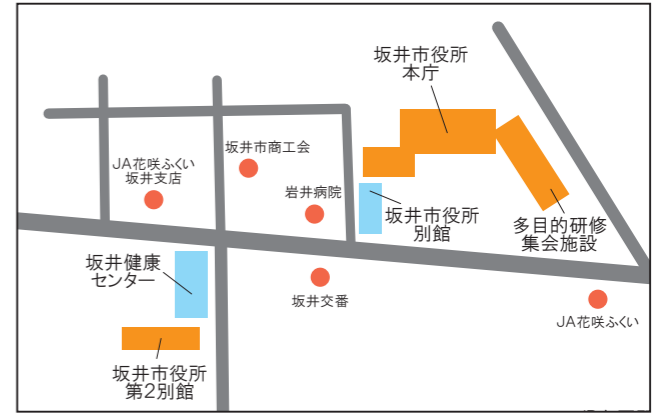 坂井市役所
本庁
坂井市商工会
JA花咲ふくい
坂井支店
岩井病院
坂井市役所
別館
多目的研修
集会施設
坂井健康
センター
坂井交番
JA花咲ふくい
坂井市役所
第2別館